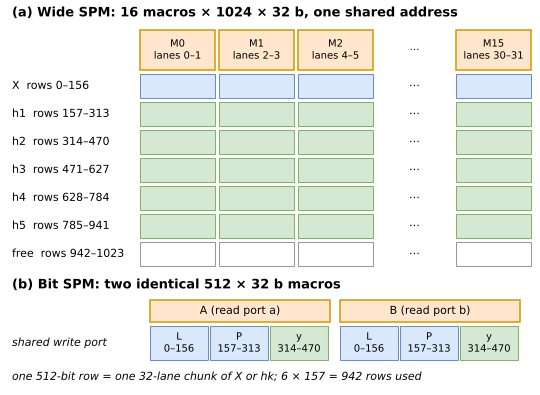 (a) Wide SPM: 16 macros × 1024 × 32 b, one shared address
M0 M1 M2 ... M15
lanes 0–1 lanes 2–3 lanes 4–5 lanes 30–31
X rows 0–156 ...
h1 rows 157–313 ...
h2 rows 314–470 ...
h3 rows 471–627 ...
h4 rows 628–784 ...
h5 rows 785–941 ...
free rows 942–1023 ...
(b) Bit SPM: two identical 512 × 32 b macros
A (read port a) B (read port b)
shared write port
L P y L P y
0–156 157–313 314–470 0–156 157–313 314–470
one 512-bit row = one 32-lane chunk of X or hk; 6 × 157 = 942 rows used